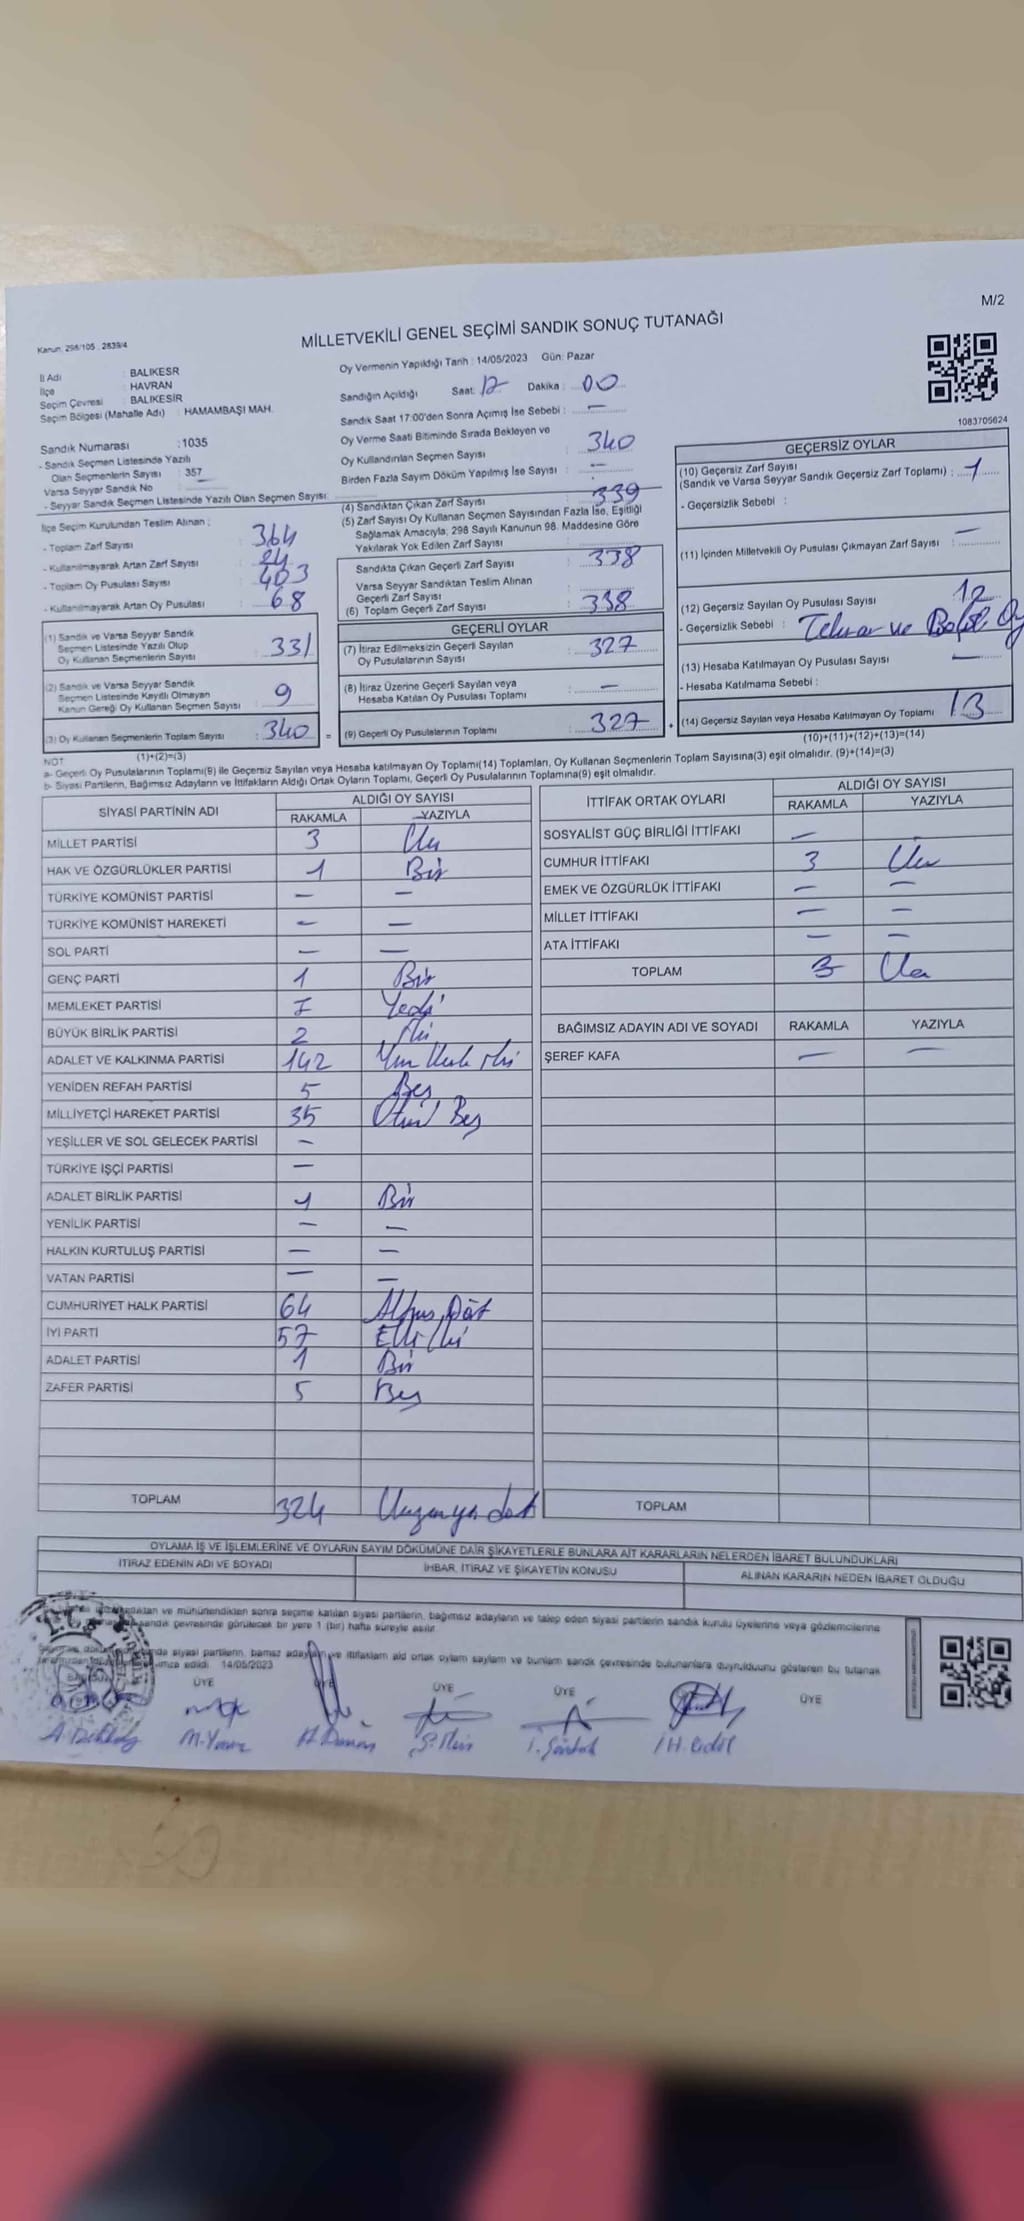 M/2
MİLLETVEKİLİ GENEL SEÇİMİ SANDIK SONUÇ TUTANAĞI
Kanun: 298/105 , 2839/4
İl Adı : BALIKESR
İlçe : HAVRAN
Seçim Çevresi : BALIKESİR
Seçim Bölgesi (Mahalle Adı) : HAMAMBAŞI MAH.
Sandık Numarası : 1035
- Sandık Seçmen Listesinde Yazılı
Olan Seçmenlerin Sayısı : 357
Varsa Seyyar Sandık No
- Seyyar Sandık Seçmen Listesinde Yazılı Olan Seçmen Sayısı:
Oy Vermenin Yapıldığı Tarih : 14/05/2023 Gün: Pazar
Sandığın Açıldığı Saat: 17 Dakika : 00
Sandık Saat 17:00'den Sonra Açımış İse Sebebi : —
Oy Verme Saati Bitiminde Sırada Bekleyen ve
Oy Kullandırılan Seçmen Sayısı : 340
Birden Fazla Sayım Döküm Yapılmış İse Sayısı : —
1083705624
İlçe Seçim Kurulundan Teslim Alınan ;
- Toplam Zarf Sayısı : 364
- Kullanılmayarak Artan Zarf Sayısı : 24
- Toplam Oy Pusulası Sayısı : 403
- Kullanılmayarak Artan Oy Pusulası : 68
(4) Sandıktan Çıkan Zarf Sayısı : 339
(5) Zarf Sayısı Oy Kullanan Seçmen Sayısından Fazla İse, Eşitliği
Sağlamak Amacıyla, 298 Sayılı Kanunun 98. Maddesine Göre
Yakılarak Yok Edilen Zarf Sayısı :
Sandıkta Çıkan Geçerli Zarf Sayısı : 338
Varsa Seyyar Sandıktan Teslim Alınan
Geçerli Zarf Sayısı
(6) Toplam Geçerli Zarf Sayısı : 338
GEÇERSİZ OYLAR
(10) Geçersiz Zarf Sayısı
(Sandık ve Varsa Seyyar Sandık Geçersiz Zarf Toplamı) : 1
- Geçersizlik Sebebi :
(11) İçinden Milletvekili Oy Pusulası Çıkmayan Zarf Sayısı : —
(12) Geçersiz Sayılan Oy Pusulası Sayısı : 12
- Geçersizlik Sebebi : ve Oy
(13) Hesaba Katılmayan Oy Pusulası Sayısı : —
- Hesaba Katılmama Sebebi :
(14) Geçersiz Sayılan veya Hesaba Katılmayan Oy Toplamı : 13
(10)+(11)+(12)+(13)=(14)
(1) Sandık ve Varsa Seyyar Sandık
Seçmen Listesinde Yazılı Olup
Oy Kullanan Seçmenlerin Sayısı : 331
(2) Sandık ve Varsa Seyyar Sandık
Seçmen Listesinde Kayıtlı Olmayan
Kanun Gereği Oy Kullanan Seçmen Sayısı : 9
(3) Oy Kullanan Seçmenlerin Toplam Sayısı : 340
(1)+(2)=(3)
GEÇERLİ OYLAR
(7) İtiraz Edilmeksizin Geçerli Sayılan
Oy Pusulalarının Sayısı : 327
(8) İtiraz Üzerine Geçerli Sayılan veya
Hesaba Katılan Oy Pusulası Toplamı : —
(9) Geçerli Oy Pusulalarının Toplamı : 327
NOT
a- Geçerli Oy Pusulalarının Toplamı(9) ile Geçersiz Sayılan veya Hesaba katılmayan Oy Toplamı(14) Toplamları, Oy Kullanan Seçmenlerin Toplam Sayısına(3) eşit olmalıdır. (9)+(14)=(3)
b- Siyasi Partilerin, Bağımsız Adayların ve İttifakların Aldığı Ortak Oyların Toplamı, Geçerli Oy Pusulalarının Toplamına(9) eşit olmalıdır.
SİYASİ PARTİNİN ADI ALDIĞI OY SAYISI
RAKAMLA YAZIYLA
MİLLET PARTİSİ 3 Üç
HAK VE ÖZGÜRLÜKLER PARTİSİ 1 Bir
TÜRKİYE KOMÜNİST PARTİSİ — —
TÜRKİYE KOMÜNİST HAREKETİ — —
SOL PARTİ — —
GENÇ PARTİ 1 Bir
MEMLEKET PARTİSİ 7 Yedi
BÜYÜK BİRLİK PARTİSİ 2 İki
ADALET VE KALKINMA PARTİSİ 142 Yüz Kırk İki
YENİDEN REFAH PARTİSİ 5 Beş
MİLLİYETÇİ HAREKET PARTİSİ 35 Otuz Beş
YEŞİLLER VE SOL GELECEK PARTİSİ —
TÜRKİYE İŞÇİ PARTİSİ —
ADALET BİRLİK PARTİSİ 1 Bir
YENİLİK PARTİSİ — —
HALKIN KURTULUŞ PARTİSİ — —
VATAN PARTİSİ — —
CUMHURİYET HALK PARTİSİ 64 Altmış Dört
İYİ PARTİ 57 Elli
ADALET PARTİSİ 1 Bir
ZAFER PARTİSİ 5 Beş
TOPLAM 324
İTTİFAK ORTAK OYLARI ALDIĞI OY SAYISI
RAKAMLA YAZIYLA
SOSYALİST GÜÇ BİRLİĞİ İTTİFAKI —
CUMHUR İTTİFAKI 3 Üç
EMEK VE ÖZGÜRLÜK İTTİFAKI — —
MİLLET İTTİFAKI — —
ATA İTTİFAKI — —
TOPLAM 3 Üç
BAĞIMSIZ ADAYIN ADI VE SOYADI RAKAMLA YAZIYLA
ŞEREF KAFA — —
TOPLAM
OYLAMA İŞ VE İŞLEMLERİNE VE OYLARIN SAYIM DÖKÜMÜNE DAİR ŞİKAYETLERLE BUNLARA AİT KARARLARIN NELERDEN İBARET BULUNDUKLARI
İTİRAZ EDENİN ADI VE SOYADI İHBAR, İTİRAZ VE ŞİKAYETİN KONUSU ALINAN KARARIN NEDEN İBARET OLDUĞU
ve mühürlendikten sonra seçime katılan siyasi partilerin, bağımsız adayların ve talep eden siyasi partilerin sandık kurulu üyelerine veya gözlemcilerine
sandık çevresinde görülecek bir yere 1 (bir) hafta süreyle asılır.
siyasi partilerin, bamsız adayların ve ittifakların ald ortak oyların sayların ve bunların sandık çevresinde bulunanlara duyrulduunu gösteren bu tutanak
imza edildi. 14/05/2023
T.C.
ÜYE ÜYE ÜYE ÜYE ÜYE